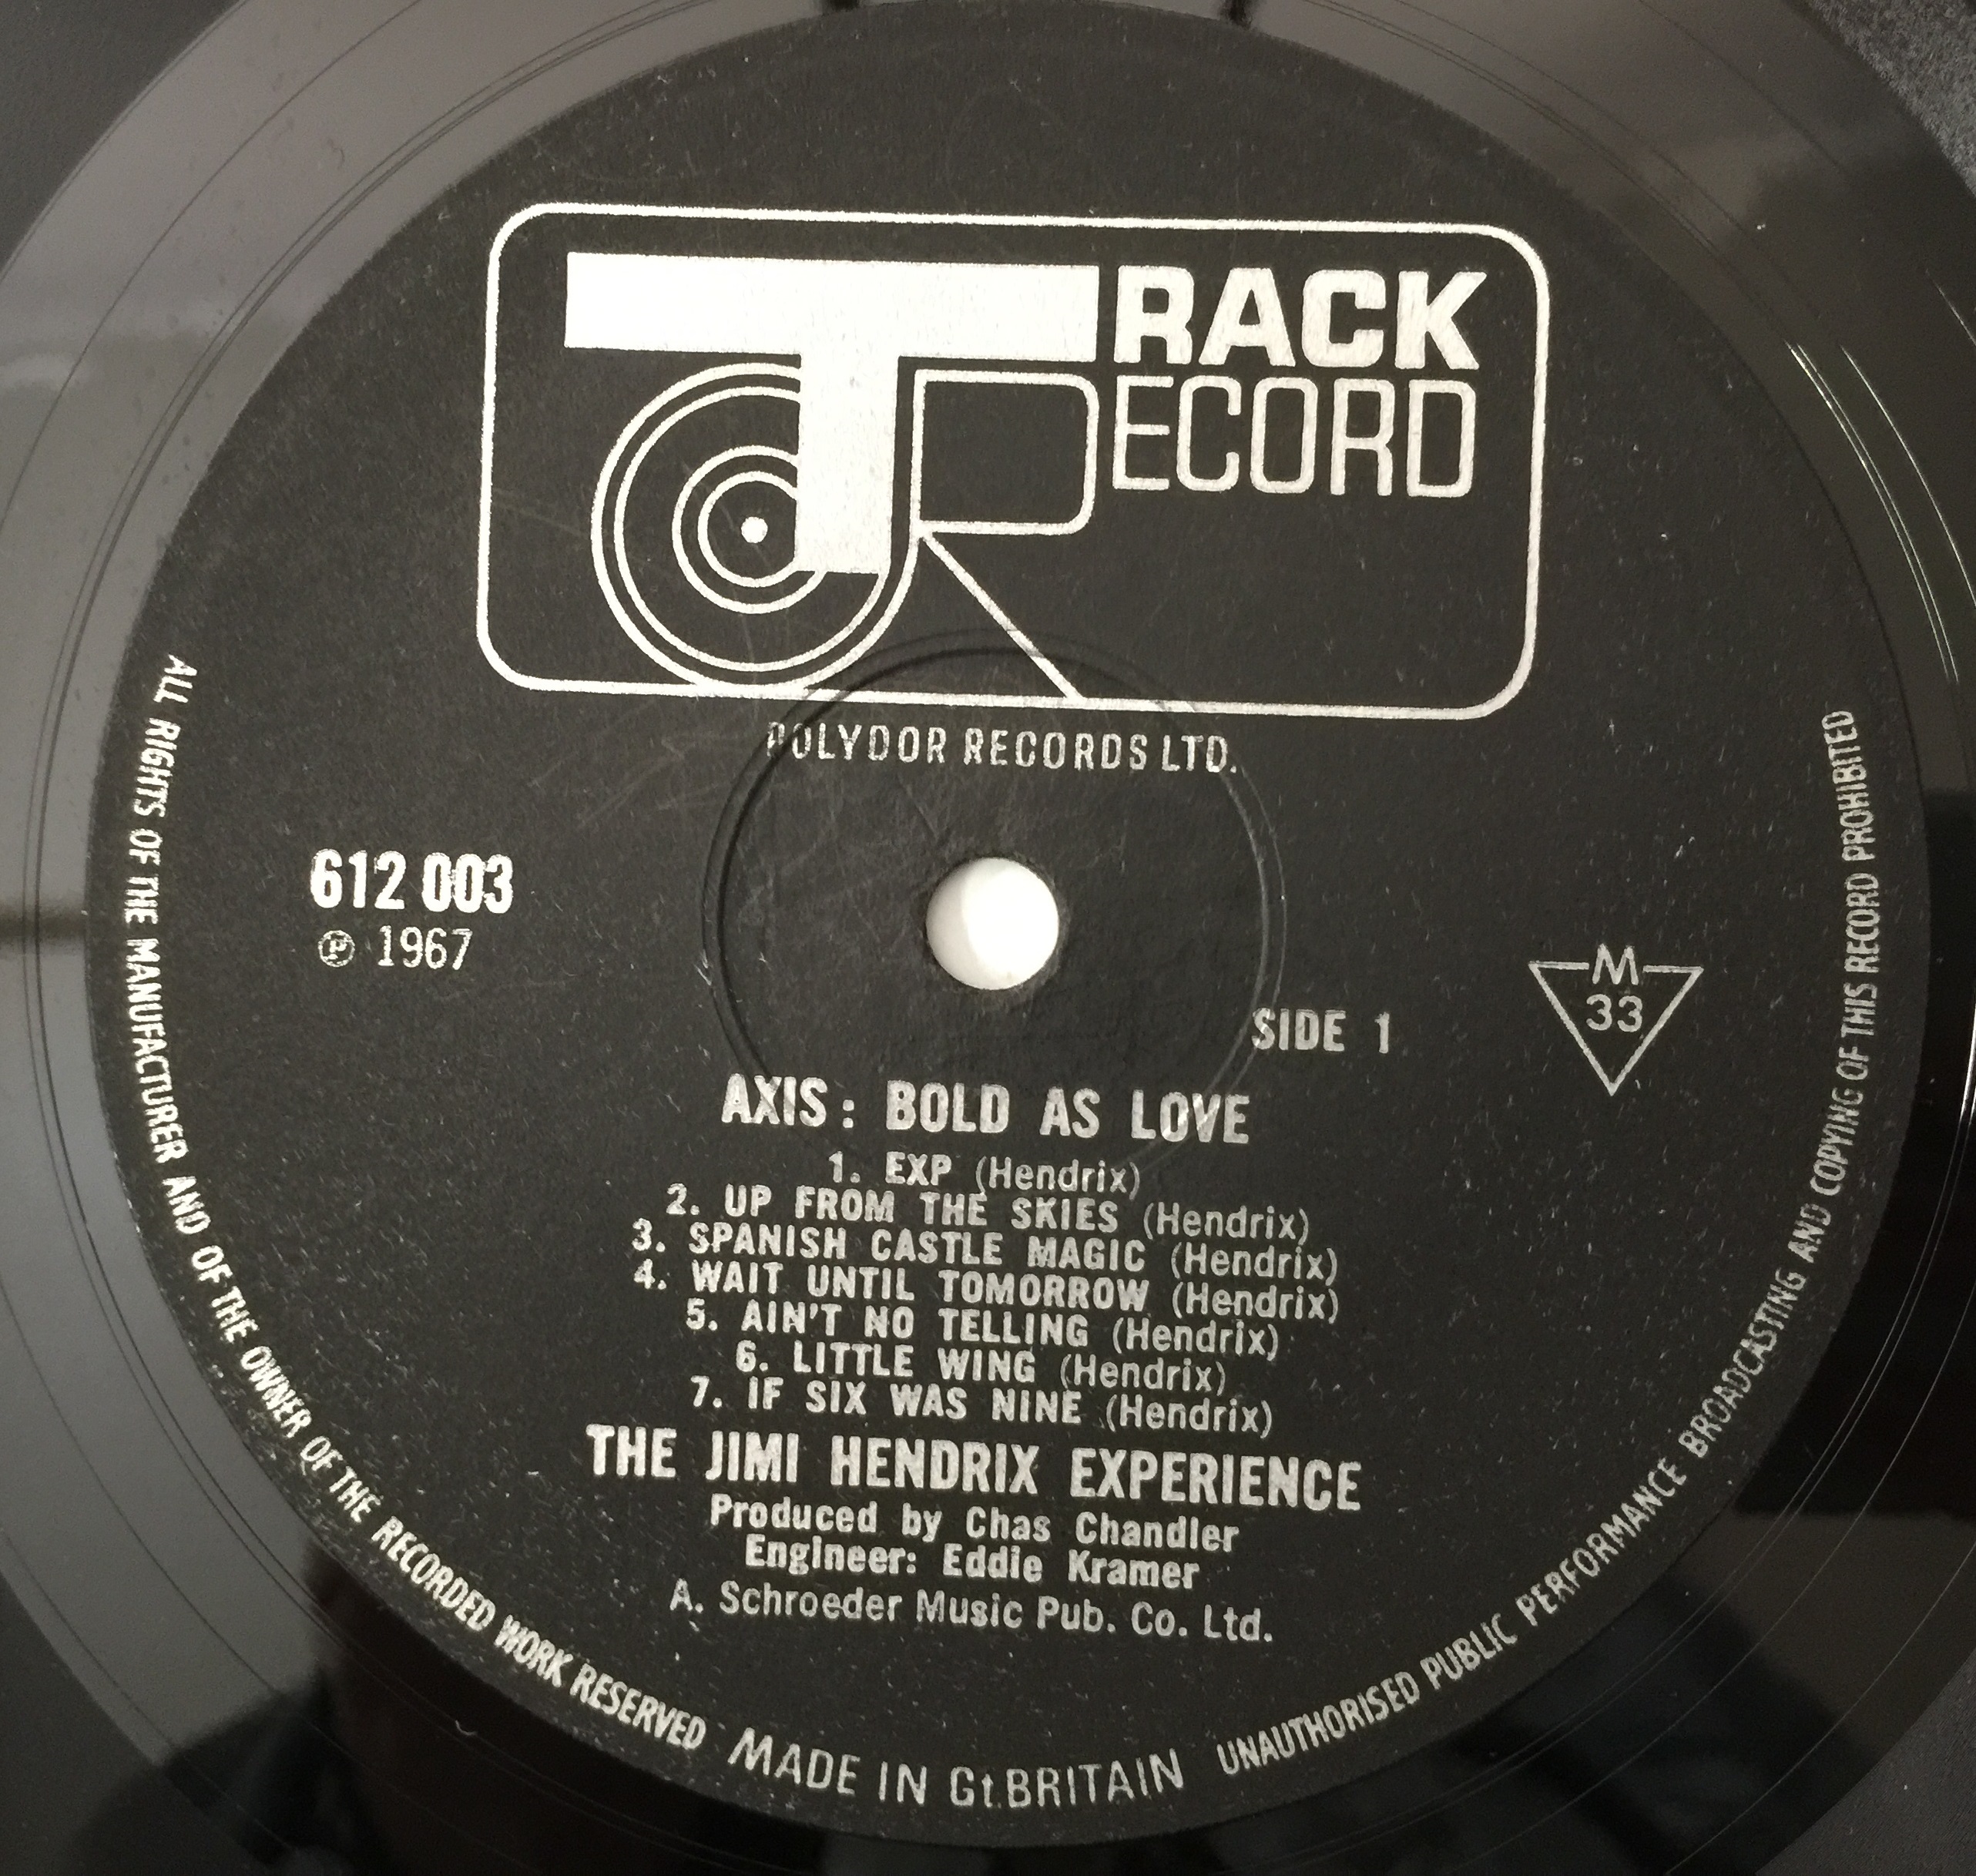 TRACK
RECORD
POLYDOR RECORDS LTD.
612 003
℗ 1967
SIDE 1
M
33
AXIS: BOLD AS LOVE
1. EXP (Hendrix)
2. UP FROM THE SKIES (Hendrix)
3. SPANISH CASTLE MAGIC (Hendrix)
4. WAIT UNTIL TOMORROW (Hendrix)
5. AIN'T NO TELLING (Hendrix)
6. LITTLE WING (Hendrix)
7. IF SIX WAS NINE (Hendrix)
THE JIMI HENDRIX EXPERIENCE
Produced by Chas Chandler
Engineer: Eddie Kramer
A. Schroeder Music Pub. Co. Ltd.
ALL RIGHTS OF THE MANUFACTURER AND OF THE OWNER OF THE RECORDED WORK RESERVED
MADE IN Gt.BRITAIN
UNAUTHORISED PUBLIC PERFORMANCE BROADCASTING AND COPYING OF THIS RECORD PROHIBITED